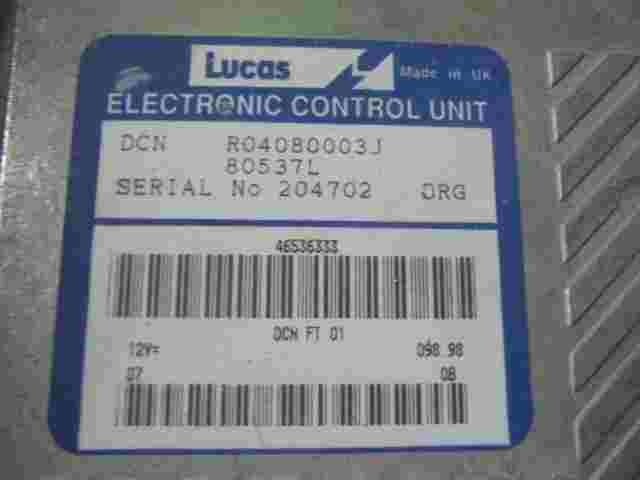 Lucas Made in UK
ELECTRONIC CONTROL UNIT
DCN R04080003J
80537L
SERIAL No 204702 DRG
46536333
DCN FT 01
12V= 098.98
07 08